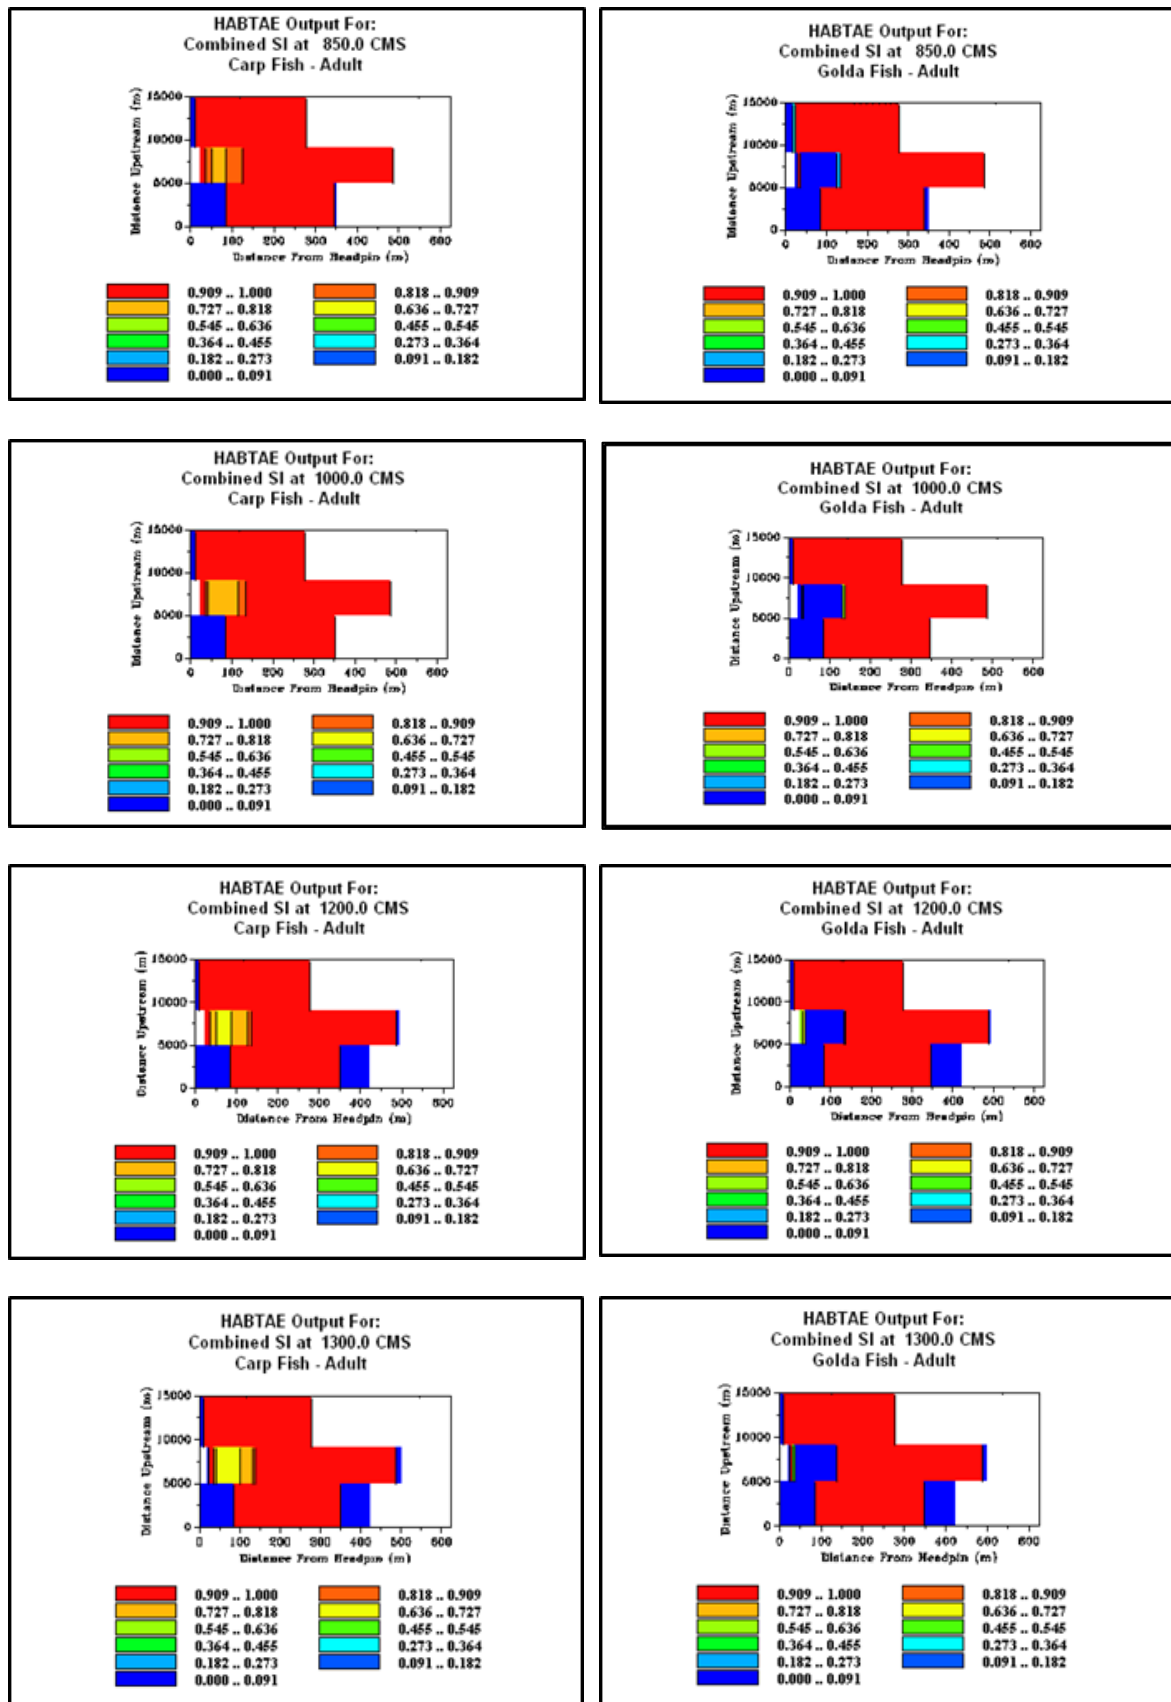 HABTAE Output For:
Combined SI at 850.0 CMS
Carp Fish - Adult
Distance Upstream (m)
15000
10000
5000
0
0 100 200 300 400 500 600
Distance From Headpin (m)
0.909 .. 1.000 0.818 .. 0.909
0.727 .. 0.818 0.636 .. 0.727
0.545 .. 0.636 0.455 .. 0.545
0.364 .. 0.455 0.273 .. 0.364
0.182 .. 0.273 0.091 .. 0.182
0.000 .. 0.091
HABTAE Output For:
Combined SI at 850.0 CMS
Golda Fish - Adult
Distance Upstream (m)
15000
10000
5000
0
0 100 200 300 400 500 600
Distance From Headpin (m)
0.909 .. 1.000 0.818 .. 0.909
0.727 .. 0.818 0.636 .. 0.727
0.545 .. 0.636 0.455 .. 0.545
0.364 .. 0.455 0.273 .. 0.364
0.182 .. 0.273 0.091 .. 0.182
0.000 .. 0.091
HABTAE Output For:
Combined SI at 1000.0 CMS
Carp Fish - Adult
Distance Upstream (m)
15000
10000
5000
0
0 100 200 300 400 500 600
Distance From Headpin (m)
0.909 .. 1.000 0.818 .. 0.909
0.727 .. 0.818 0.636 .. 0.727
0.545 .. 0.636 0.455 .. 0.545
0.364 .. 0.455 0.273 .. 0.364
0.182 .. 0.273 0.091 .. 0.182
0.000 .. 0.091
HABTAE Output For:
Combined SI at 1000.0 CMS
Golda Fish - Adult
Distance Upstream (m)
15000
10000
5000
0
0 100 200 300 400 500 600
Distance From Headpin (m)
0.909 .. 1.000 0.818 .. 0.909
0.727 .. 0.818 0.636 .. 0.727
0.545 .. 0.636 0.455 .. 0.545
0.364 .. 0.455 0.273 .. 0.364
0.182 .. 0.273 0.091 .. 0.182
0.000 .. 0.091
HABTAE Output For:
Combined SI at 1200.0 CMS
Carp Fish - Adult
Distance Upstream (m)
15000
10000
5000
0
0 100 200 300 400 500 600
Distance From Headpin (m)
0.909 .. 1.000 0.818 .. 0.909
0.727 .. 0.818 0.636 .. 0.727
0.545 .. 0.636 0.455 .. 0.545
0.364 .. 0.455 0.273 .. 0.364
0.182 .. 0.273 0.091 .. 0.182
0.000 .. 0.091
HABTAE Output For:
Combined SI at 1200.0 CMS
Golda Fish - Adult
Distance Upstream (m)
15000
10000
5000
0
0 100 200 300 400 500 600
Distance From Headpin (m)
0.909 .. 1.000 0.818 .. 0.909
0.727 .. 0.818 0.636 .. 0.727
0.545 .. 0.636 0.455 .. 0.545
0.364 .. 0.455 0.273 .. 0.364
0.182 .. 0.273 0.091 .. 0.182
0.000 .. 0.091
HABTAE Output For:
Combined SI at 1300.0 CMS
Carp Fish - Adult
Distance Upstream (m)
15000
10000
5000
0
0 100 200 300 400 500 600
Distance From Headpin (m)
0.909 .. 1.000 0.818 .. 0.909
0.727 .. 0.818 0.636 .. 0.727
0.545 .. 0.636 0.455 .. 0.545
0.364 .. 0.455 0.273 .. 0.364
0.182 .. 0.273 0.091 .. 0.182
0.000 .. 0.091
HABTAE Output For:
Combined SI at 1300.0 CMS
Golda Fish - Adult
Distance Upstream (m)
15000
10000
5000
0
0 100 200 300 400 500 600
Distance From Headpin (m)
0.909 .. 1.000 0.818 .. 0.909
0.727 .. 0.818 0.636 .. 0.727
0.545 .. 0.636 0.455 .. 0.545
0.364 .. 0.455 0.273 .. 0.364
0.182 .. 0.273 0.091 .. 0.182
0.000 .. 0.091